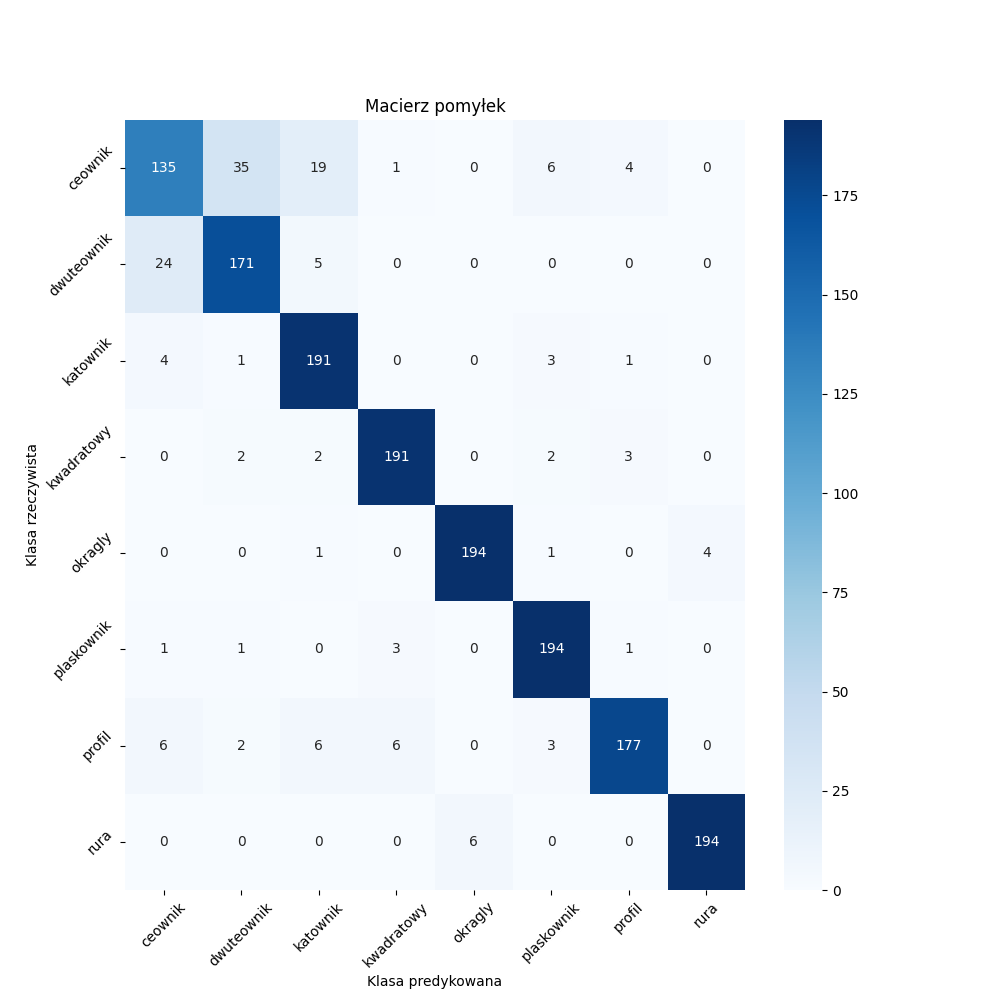 Macierz pomyłek
ceownik 135 35 19 1 0 6 4 0
dwuteownik 24 171 5 0 0 0 0 0
katownik 4 1 191 0 0 3 1 0
kwadratowy 0 2 2 191 0 2 3 0
okragly 0 0 1 0 194 1 0 4
plaskownik 1 1 0 3 0 194 1 0
profil 6 2 6 6 0 3 177 0
rura 0 0 0 0 6 0 0 194
ceownik dwuteownik katownik kwadratowy okragly plaskownik profil rura
Klasa predykowana
Klasa rzeczywista
175
150
125
100
75
50
25
0